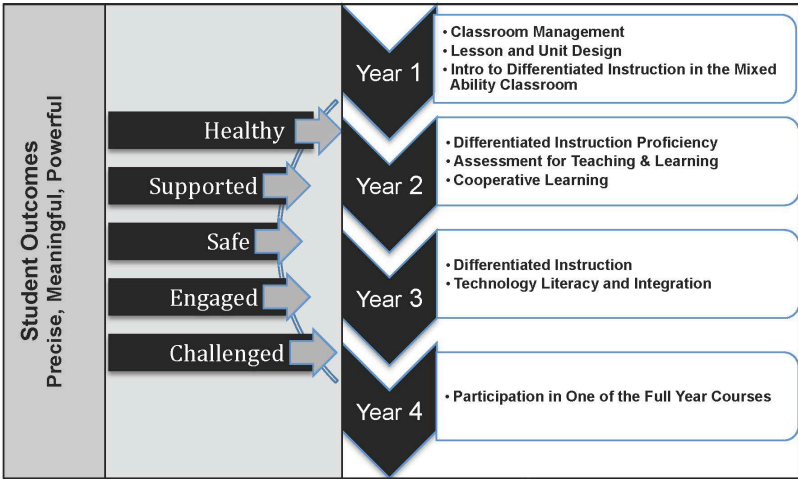 Student Outcomes
Precise, Meaningful, Powerful
Healthy
Supported
Safe
Engaged
Challenged
Year 1
• Classroom Management
• Lesson and Unit Design
• Intro to Differentiated Instruction in the Mixed
Ability Classroom
Year 2
• Differentiated Instruction Proficiency
• Assessment for Teaching & Learning
• Cooperative Learning
Year 3
• Differentiated Instruction
• Technology Literacy and Integration
Year 4
• Participation in One of the Full Year Courses